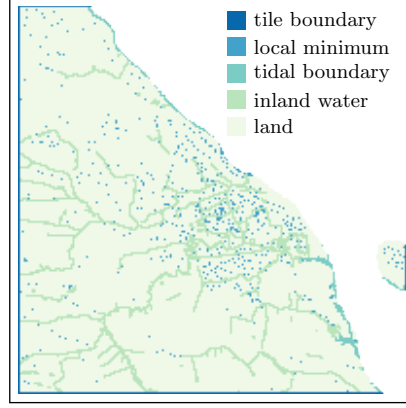 tile boundary
local minimum
tidal boundary
inland water
land